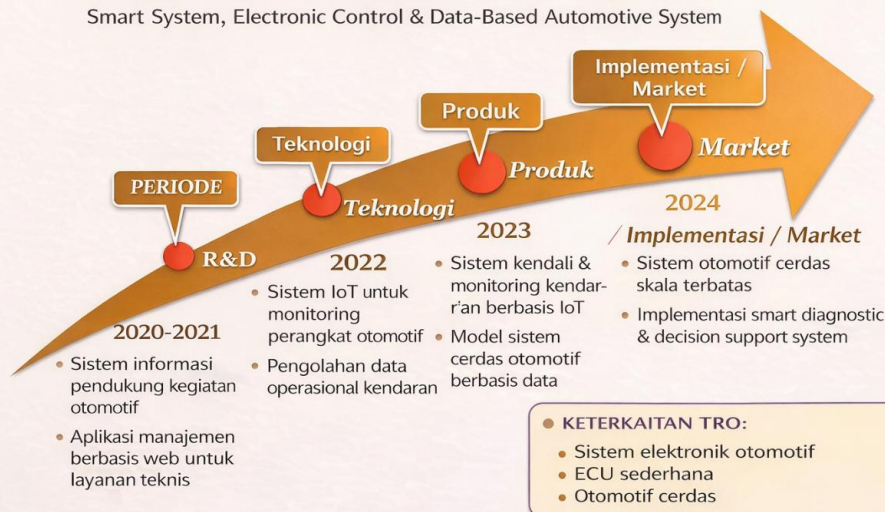 Smart System, Electronic Control & Data-Based Automotive System
PERIODE
R&D
2020-2021
• Sistem informasi
pendukung kegiatan
otomotif
• Aplikasi manajemen
berbasis web untuk
layanan teknis
Teknologi
Teknologi
2022
• Sistem IoT untuk
monitoring
perangkat otomotif
• Pengolahan data
operasional kendaran
Produk
Produk
2023
• Sistem kendali &
monitoring kendar-
r'an berbasis IoT
• Model sistem
cerdas otomotif
berbasis data
Implementasi /
Market
Market
2024
/ Implementasi / Market
• Sistem otomotif cerdas
skala terbatas
• Implementasi smart diagnostic
& decision support system
• KETERKAITAN TRO:
• Sistem elektronik otomotif
• ECU sederhana
• Otomotif cerdas